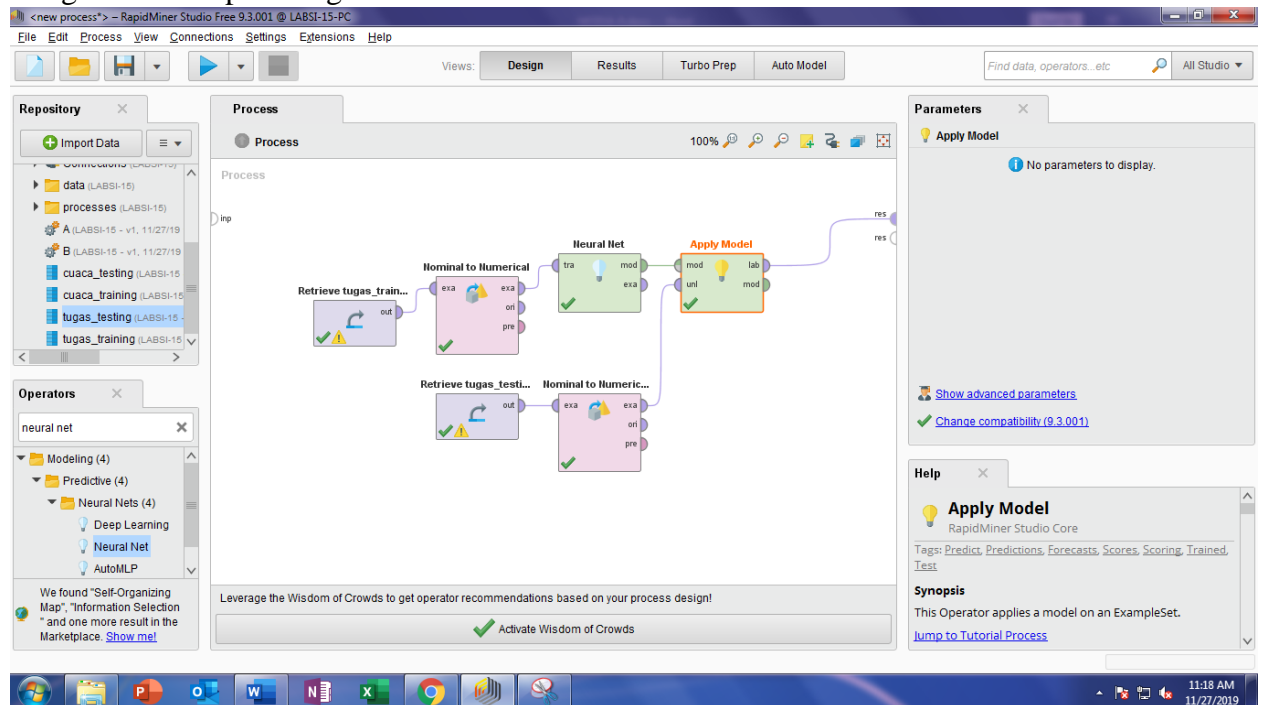 <new process*> – RapidMiner Studio Free 9.3.001 @ LABSI-15-PC
File Edit Process View Connections Settings Extensions Help
Views: Design Results Turbo Prep Auto Model
Find data, operators...etc
All Studio
Repository
Import Data
data (LABSI-15)
processes (LABSI-15)
A (LABSI-15 - v1, 11/27/19
B (LABSI-15 - v1, 11/27/19
cuaca_testing (LABSI-15
cuaca_training (LABSI-15
tugas_testing (LABSI-15 -
tugas_training (LABSI-15
Operators
neural net
Modeling (4)
Predictive (4)
Neural Nets (4)
Deep Learning
Neural Net
AutoMLP
We found "Self-Organizing
Map", "Information Selection
" and one more result in the
Marketplace. Show me!
Process
Process
100%
Process
inp
res
res
Retrieve tugas_train...
out
Nominal to Numerical
exa exa
ori
pre
Neural Net
tra mod
exa
Apply Model
mod lab
unl mod
Retrieve tugas_testi...
out
Nominal to Numeric...
exa exa
ori
pre
Leverage the Wisdom of Crowds to get operator recommendations based on your process design!
Activate Wisdom of Crowds
Parameters
Apply Model
No parameters to display.
Show advanced parameters
Change compatibility (9.3.001)
Help
Apply Model
RapidMiner Studio Core
Tags: Predict, Predictions, Forecasts, Scores, Scoring, Trained,
Test
Synopsis
This Operator applies a model on an ExampleSet.
Jump to Tutorial Process
11:18 AM
11/27/2019